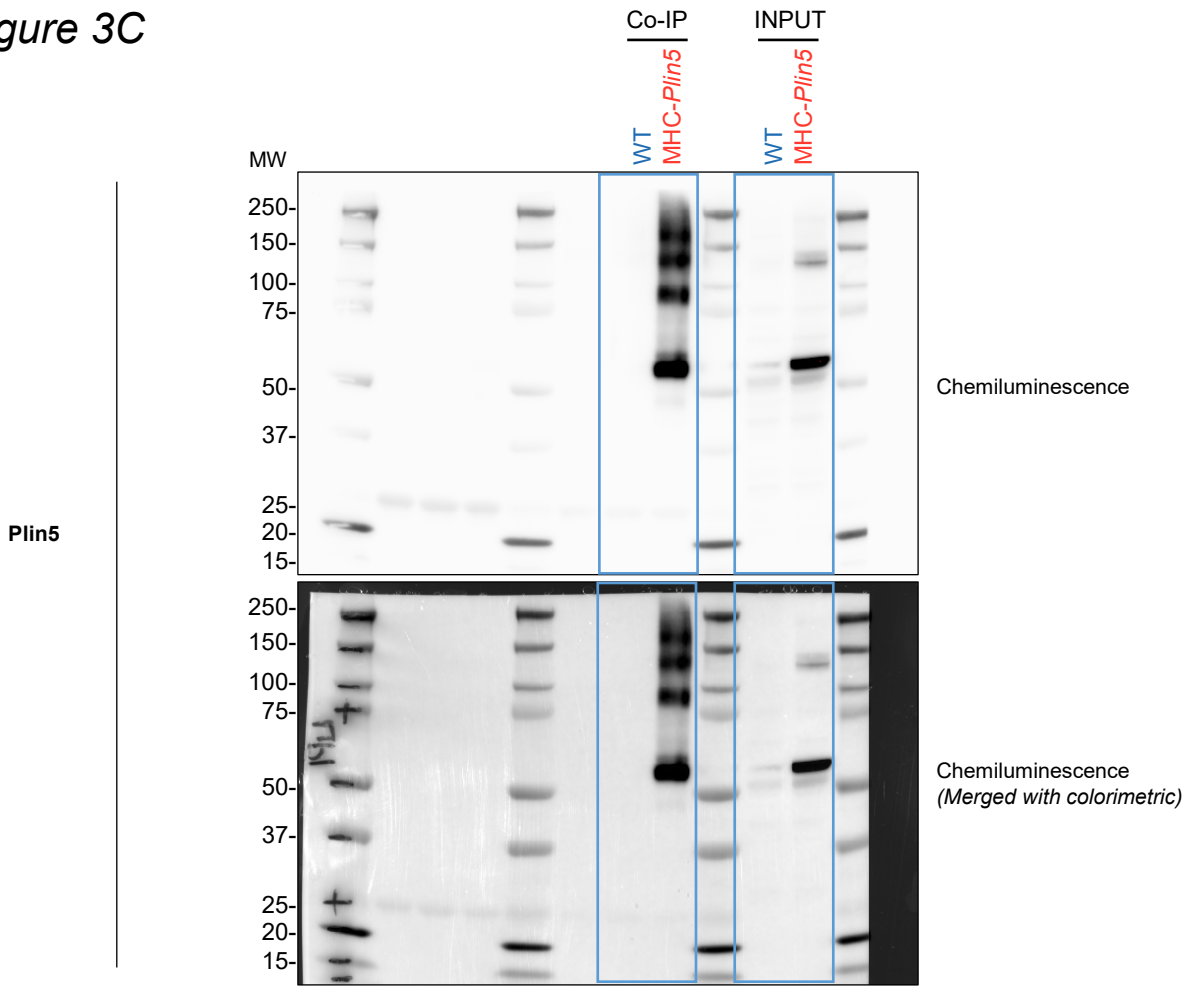 gure 3C
Co-IP INPUT
WT MHC-Plin5 WT MHC-Plin5
MW
250-
150-
100-
75-
50-
37-
25-
20-
15-
Chemiluminescence
Plin5
250-
150-
100-
75-
50-
37-
25-
20-
15-
Chemiluminescence
(Merged with colorimetric)